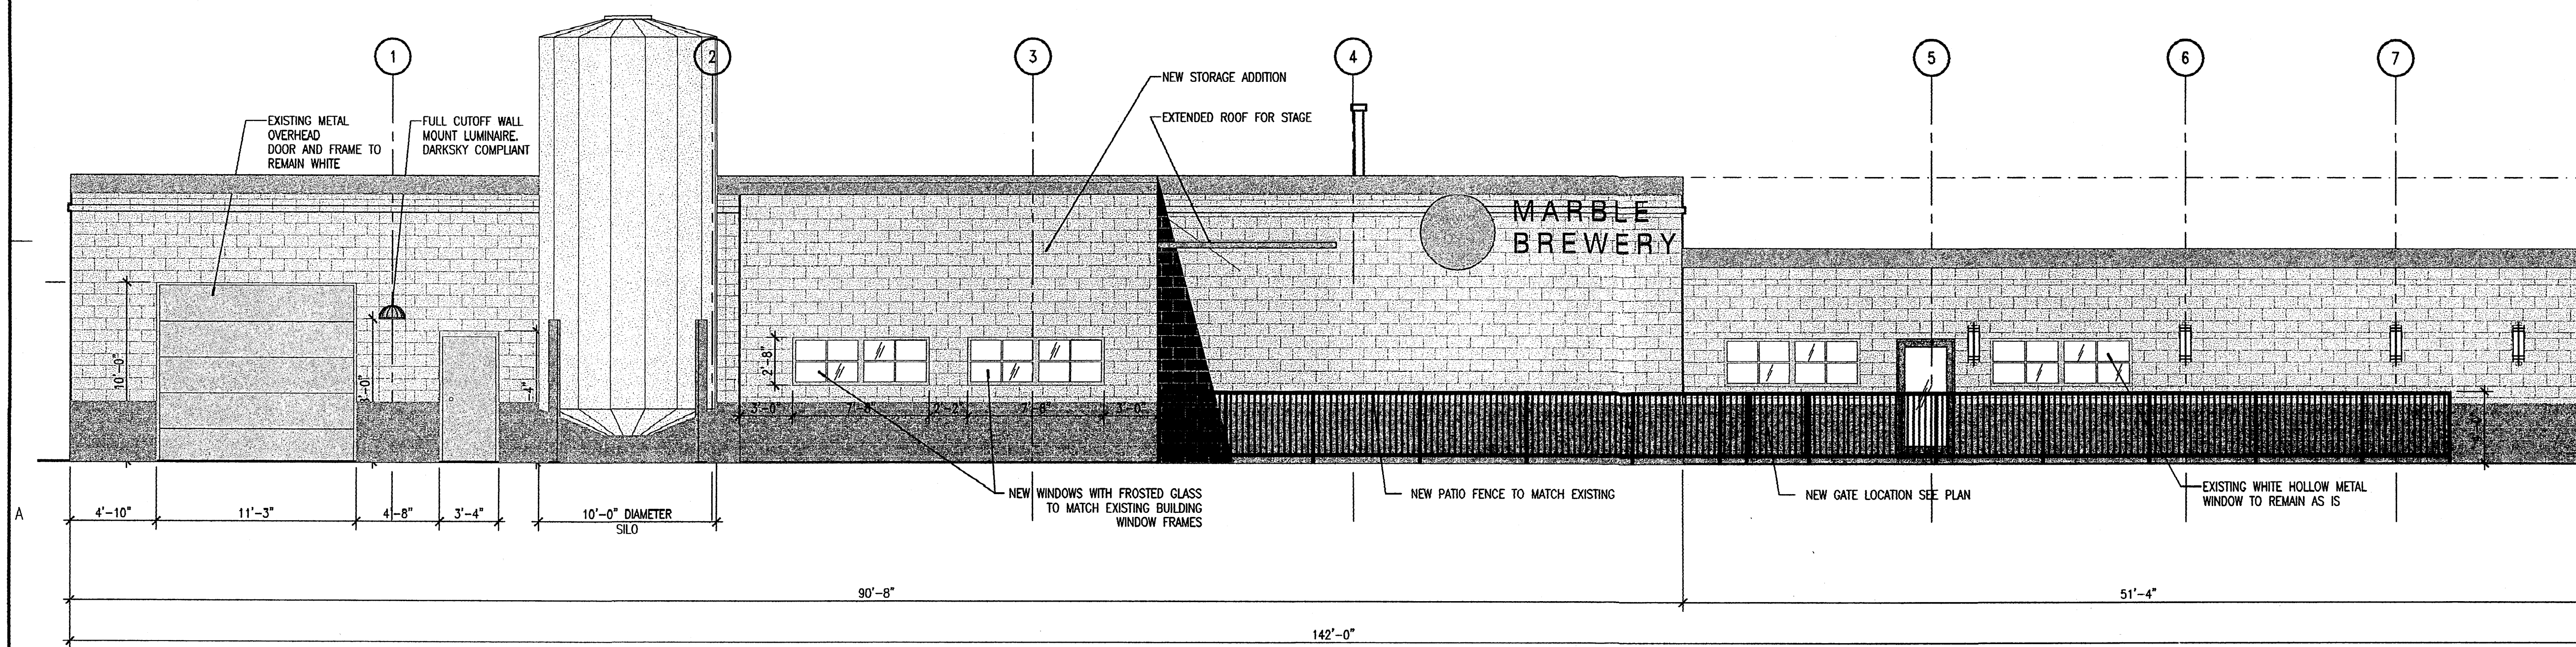 1
2
3
4
5
6
7
NEW STORAGE ADDITION
EXTENDED ROOF FOR STAGE
EXISTING METAL
OVERHEAD
DOOR AND FRAME TO
REMAIN WHITE
FULL CUTOFF WALL
MOUNT LUMINAIRE.
DARKSKY COMPLIANT
MARBLE
BREWERY
10'-0"
2'-8"
3'-0"
7'-8"
2'-2"
7'-8"
3'-0"
NEW WINDOWS WITH FROSTED GLASS
TO MATCH EXISTING BUILDING
WINDOW FRAMES
NEW PATIO FENCE TO MATCH EXISTING
NEW GATE LOCATION SEE PLAN
EXISTING WHITE HOLLOW METAL
WINDOW TO REMAIN AS IS
A
4'-10"
11'-3"
4'-8"
3'-4"
10'-0" DIAMETER
SILO
90'-8"
51'-4"
142'-0"